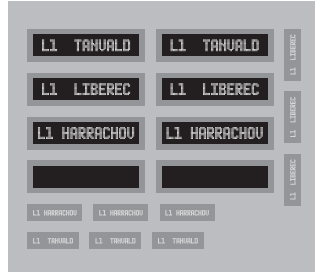 L1 TANVALD L1 TANVALD
L1 LIBEREC L1 LIBEREC
L1 HARRACHOV L1 HARRACHOV
L1 HARRACHOV L1 HARRACHOV L1 HARRACHOV
L1 TANVALD L1 TANVALD L1 TANVALD
L1 LIBEREC
L1 LIBEREC
L1 LIBEREC